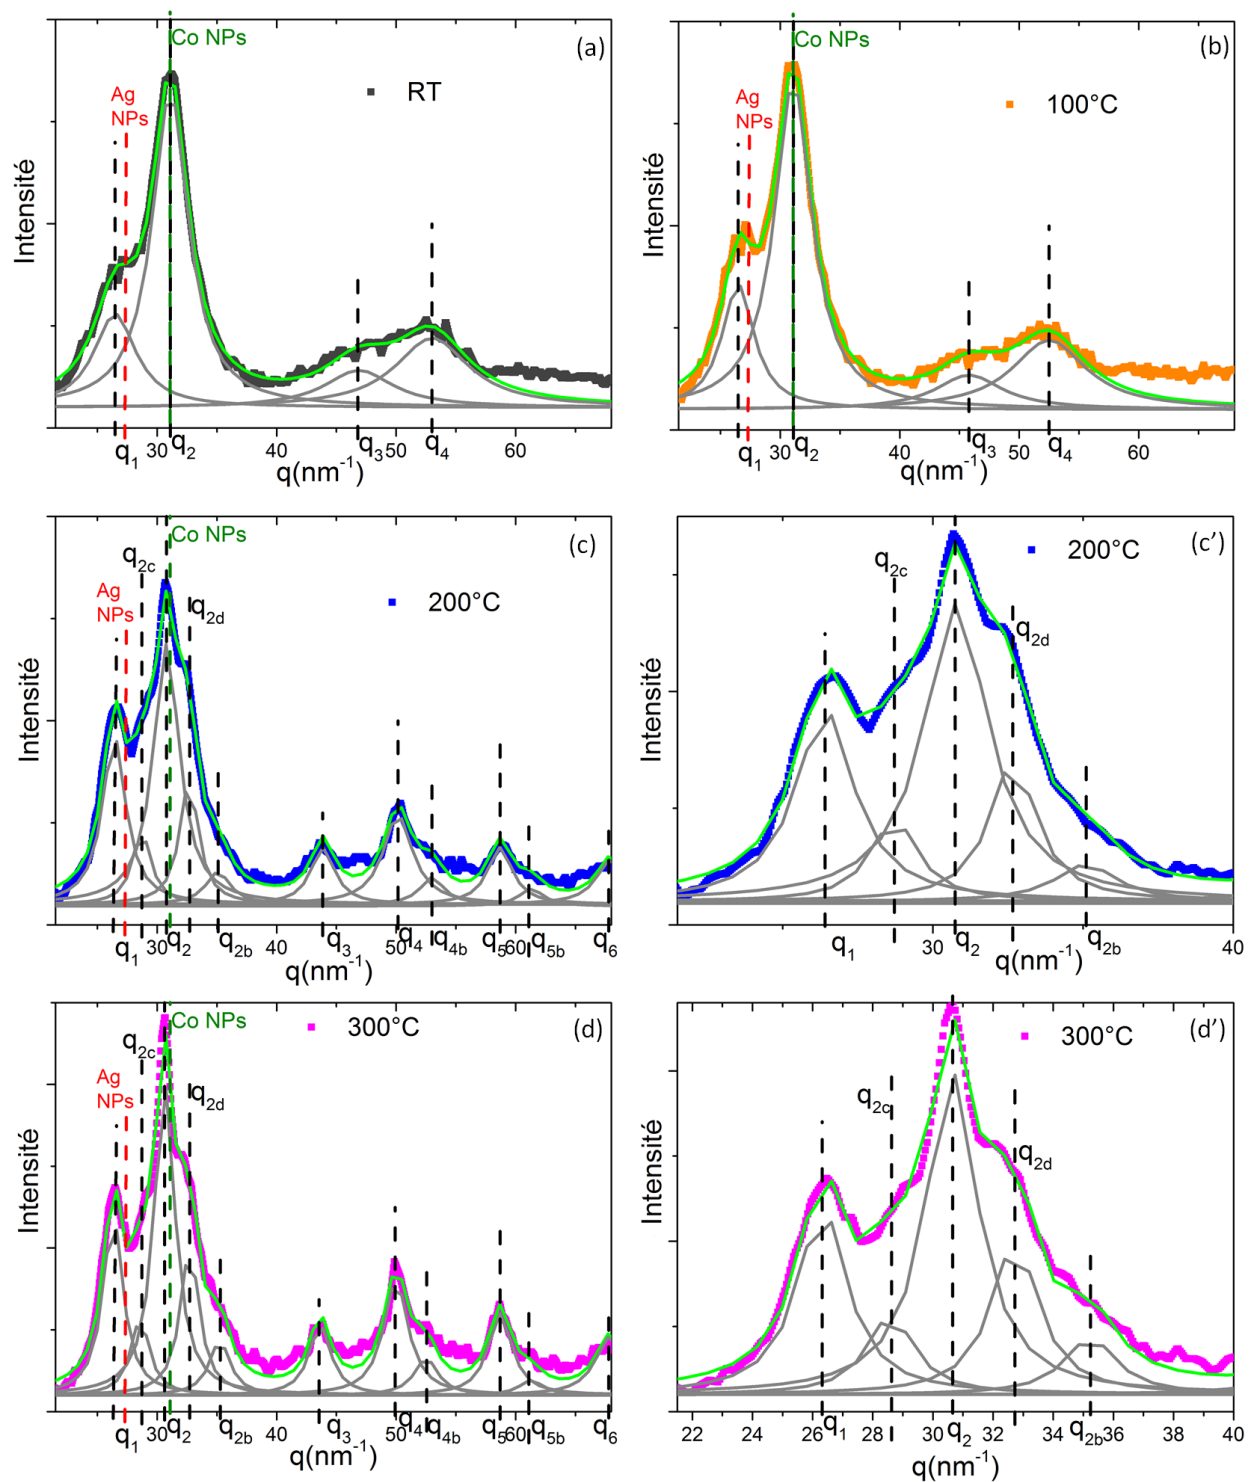 Co NPs
(a)
Ag
NPs
RT
Intensité
30
40
50
60
q1
q2
q3
q4
q(nm-1)
Co NPs
(b)
Ag
NPs
100°C
Intensité
30
40
50
60
q1
q2
q3
q4
q(nm-1)
Co NPs
(c)
q2c
Ag
NPs
q2d
200°C
Intensité
30
40
50
60
q1
q2
q2b
q3
q4
q4b
q5
q5b
q6
q(nm-1)
(c')
q2c
200°C
q2d
Intensité
30
40
q1
q2
q2b
q(nm-1)
Co NPs
(d)
q2c
300°C
Ag
NPs
q2d
Intensité
30
40
50
60
q1
q2
q2b
q3
q4
q4b
q5
q5b
q6
q(nm-1)
(d')
300°C
q2c
q2d
Intensité
22 24 26 28 30 32 34 36 38 40
q1
q2
q2b
q(nm-1)